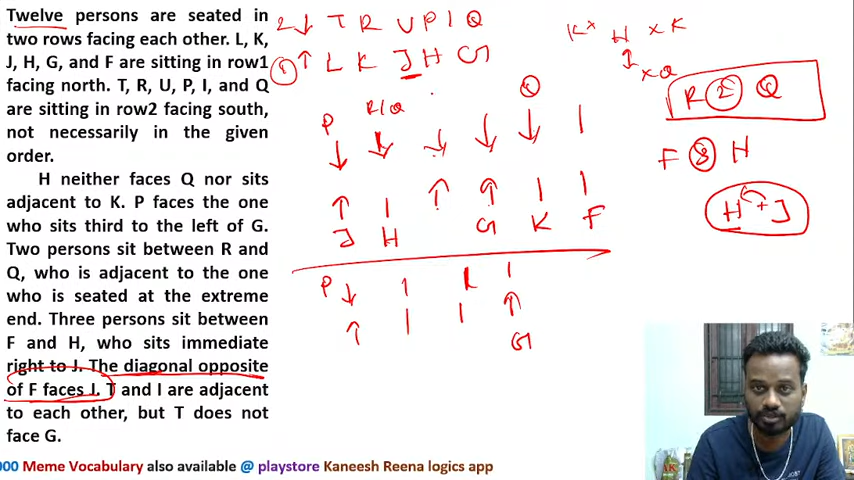 Twelve persons are seated in
two rows facing each other. L, K,
J, H, G, and F are sitting in row1
facing north. T, R, U, P, I, and Q
are sitting in row2 facing south,
not necessarily in the given
order.
H neither faces Q nor sits
adjacent to K. P faces the one
who sits third to the left of G.
Two persons sit between R and
Q, who is adjacent to the one
who is seated at the extreme
end. Three persons sit between
F and H, who sits immediate
right to J. The diagonal opposite
of F faces I. T and I are adjacent
to each other, but T does not
face G.
2 ↓ T R U P I Q
① ↑ L K J H G
K× H ×K
↕ ×Q
R ② Q
F ③ H
H + J
P R/Q Q
↓ ↓ ↓ ↓ ↓ |
↑ | ↑ ↑ | |
J H G K F
P ↓ | |
↑ | | ↑
G
000 Meme Vocabulary also available @ playstore Kaneesh Reena logics app